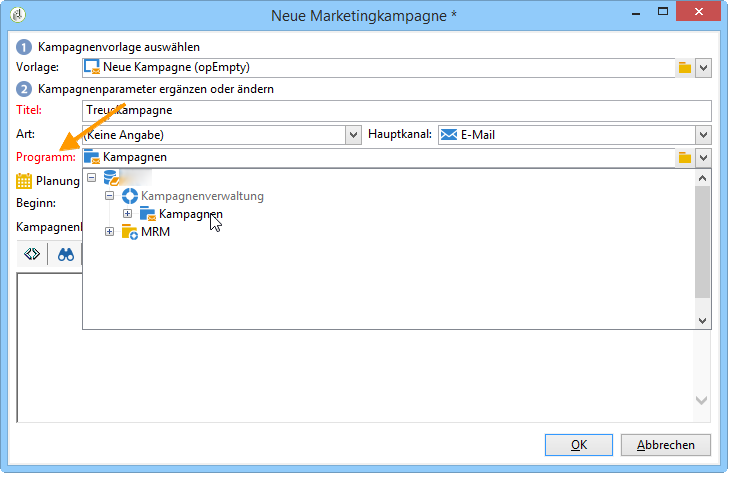 Neue Marketingkampagne *
1 Kampagnenvorlage auswählen
Vorlage: Neue Kampagne (opEmpty)
2 Kampagnenparameter ergänzen oder ändern
Titel: Treuekampagne
Art: (Keine Angabe) Hauptkanal: E-Mail
Programm: Kampagnen
Planung
Kampagnenverwaltung
Beginn: Kampagnen
MRM
OK Abbrechen